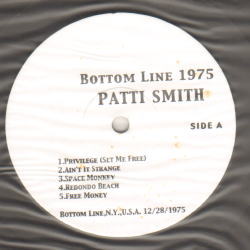 BOTTOM LINE 1975
PATTI SMITH
SIDE A
1.PRIVILEGE (SET ME FREE)
2.AIN'T IT STRANGE
3.SPACE MONKEY
4.REDONDO BEACH
5.FREE MONEY
BOTTOM LINE,N.Y.,U.S.A. 12/28/1975